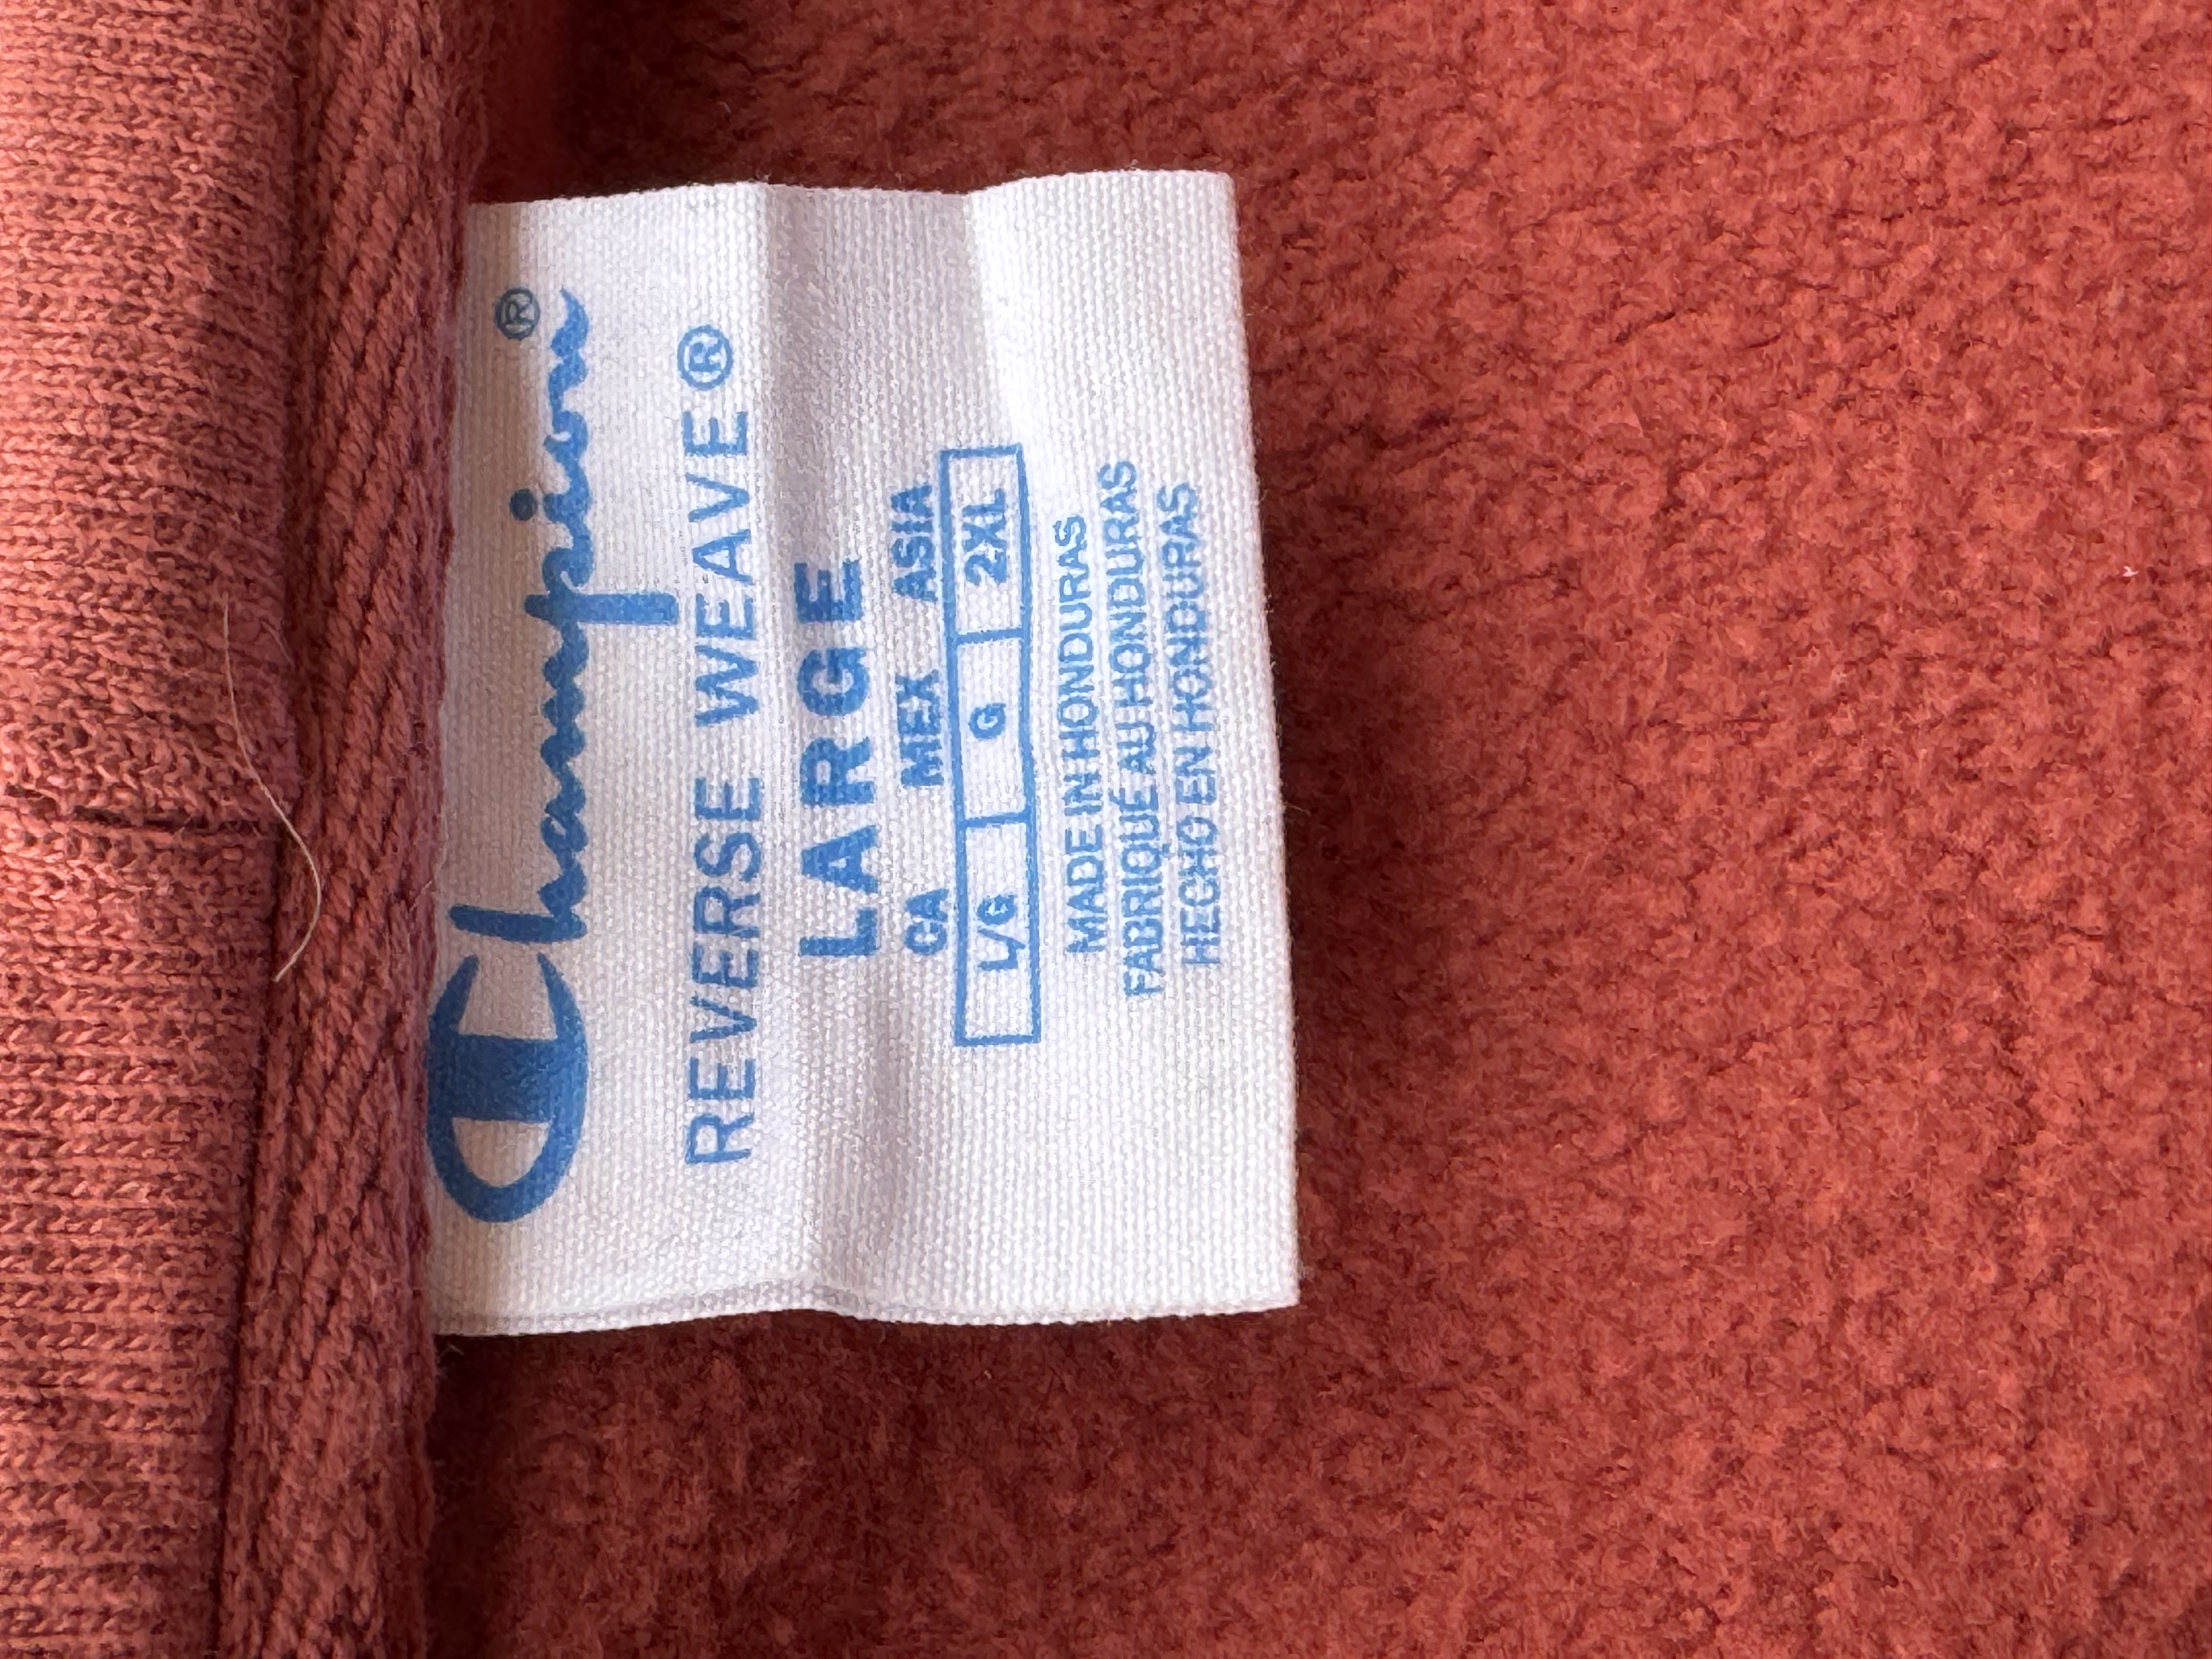 Champion®
REVERSE WEAVE®
LARGE
CA MEX ASIA
L/G G 2XL
MADE IN HONDURAS
FABRIQUÉ AU HONDURAS
HECHO EN HONDURAS